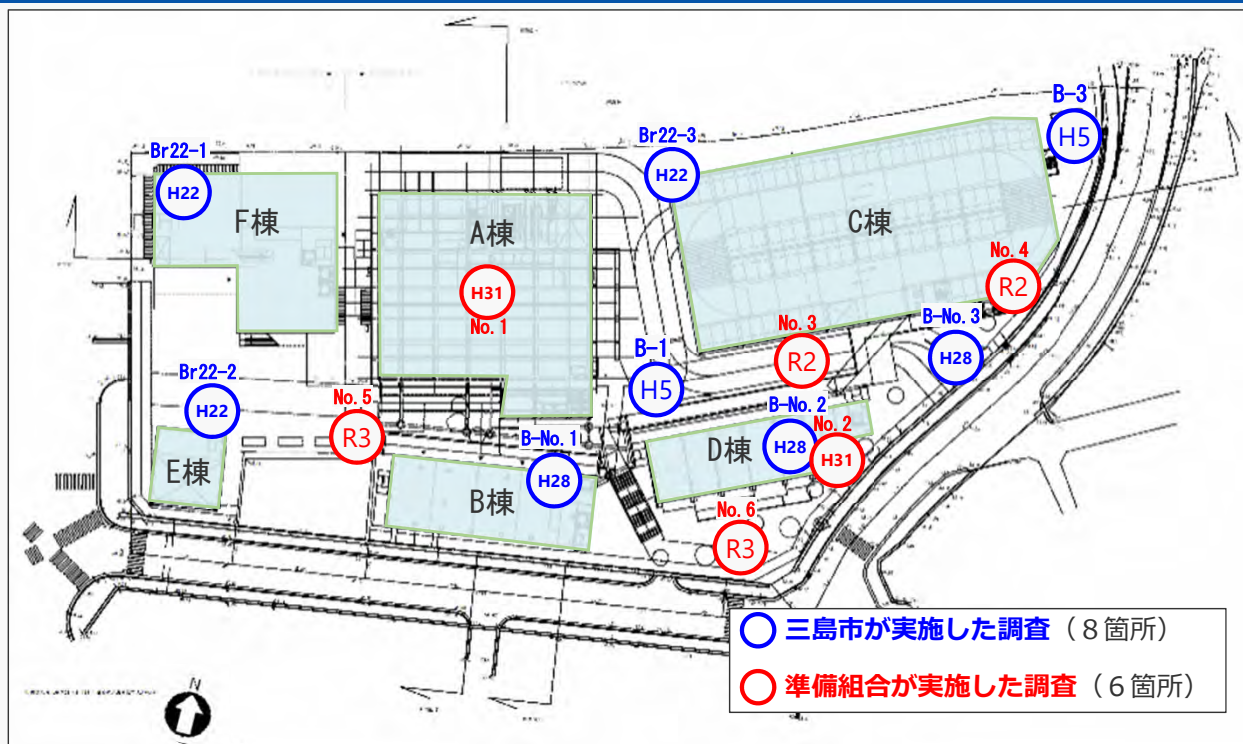 B-3
H5
Br22-3
H22
Br22-1
H22
F棟
A棟
C棟
H31
No. 1
No. 4
R2
No. 3
R2
B-No. 3
H28
B-1
H5
Br22-2
H22
No. 5
R3
B-No. 2
H28
No. 2
H31
D棟
B-No. 1
H28
E棟
B棟
No. 6
R3
三島市が実施した調査（８箇所）
準備組合が実施した調査（６箇所）
N